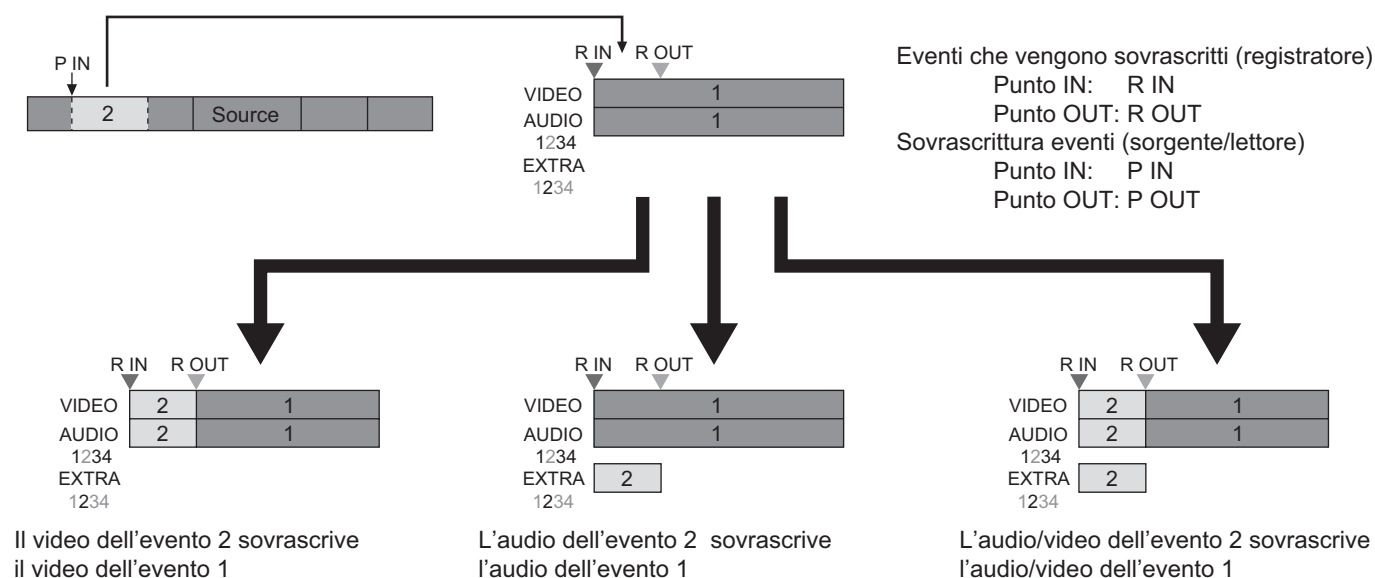 P IN
2
Source
R IN R OUT
VIDEO 1
AUDIO 1
1234
EXTRA
1234
Eventi che vengono sovrascritti (registratore)
Punto IN: R IN
Punto OUT: R OUT
Sovrascrittura eventi (sorgente/lettore)
Punto IN: P IN
Punto OUT: P OUT
R IN R OUT
VIDEO 2 1
AUDIO 2 1
1234
EXTRA
1234
Il video dell'evento 2 sovrascrive
il video dell'evento 1
R IN R OUT
VIDEO 1
AUDIO 1
1234
EXTRA 2
1234
L'audio dell'evento 2 sovrascrive
l'audio dell'evento 1
R IN R OUT
VIDEO 2 1
AUDIO 2 1
1234
EXTRA 2
1234
L'audio/video dell'evento 2 sovrascrive
l'audio/video dell'evento 1